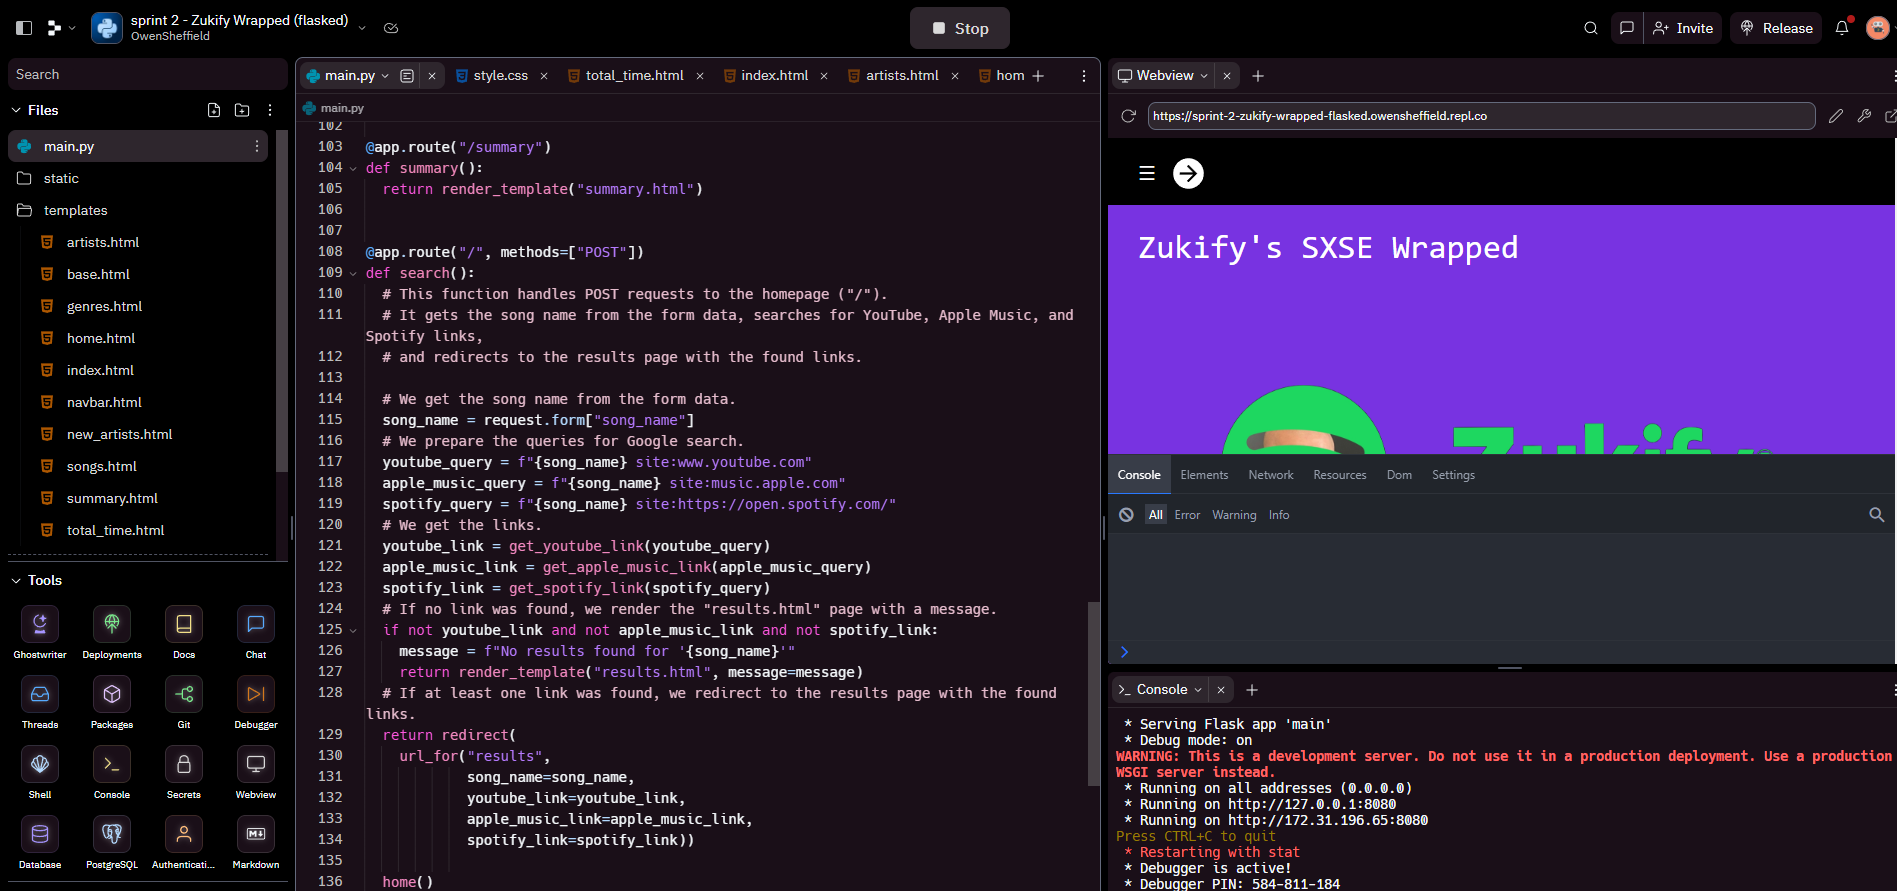 sprint 2 - Zukify Wrapped (flasked)
OwenSheffield
Stop
Invite
Release
Search
Files
main.py
static
templates
artists.html
base.html
genres.html
home.html
index.html
navbar.html
new_artists.html
songs.html
summary.html
total_time.html
Tools
Ghostwriter
Deployments
Docs
Chat
Threads
Packages
Git
Debugger
Shell
Console
Secrets
Webview
Database
PostgreSQL
Authenticati...
Markdown
main.py
style.css
total_time.html
index.html
artists.html
hom
main.py
102
103 @app.route("/summary")
104 def summary():
105 return render_template("summary.html")
106
107
108 @app.route("/", methods=["POST"])
109 def search():
110 # This function handles POST requests to the homepage ("/").
111 # It gets the song name from the form data, searches for YouTube, Apple Music, and
Spotify links,
112 # and redirects to the results page with the found links.
113
114 # We get the song name from the form data.
115 song_name = request.form["song_name"]
116 # We prepare the queries for Google search.
117 youtube_query = f"{song_name} site:www.youtube.com"
118 apple_music_query = f"{song_name} site:music.apple.com"
119 spotify_query = f"{song_name} site:https://open.spotify.com/"
120 # We get the links.
121 youtube_link = get_youtube_link(youtube_query)
122 apple_music_link = get_apple_music_link(apple_music_query)
123 spotify_link = get_spotify_link(spotify_query)
124 # If no link was found, we render the "results.html" page with a message.
125 if not youtube_link and not apple_music_link and not spotify_link:
126 message = f"No results found for '{song_name}'"
127 return render_template("results.html", message=message)
128 # If at least one link was found, we redirect to the results page with the found
links.
129 return redirect(
130 url_for("results",
131 song_name=song_name,
132 youtube_link=youtube_link,
133 apple_music_link=apple_music_link,
134 spotify_link=spotify_link))
135
136 home()
Webview
https://sprint-2-zukify-wrapped-flasked.owensheffield.repl.co
Zukify's SXSE Wrapped
Zukify
Console
Elements
Network
Resources
Dom
Settings
All
Error
Warning
Info
Console
* Serving Flask app 'main'
* Debug mode: on
WARNING: This is a development server. Do not use it in a production deployment. Use a production
WSGI server instead.
* Running on all addresses (0.0.0.0)
* Running on http://127.0.0.1:8080
* Running on http://172.31.196.65:8080
Press CTRL+C to quit
* Restarting with stat
* Debugger is active!
* Debugger PIN: 584-811-184